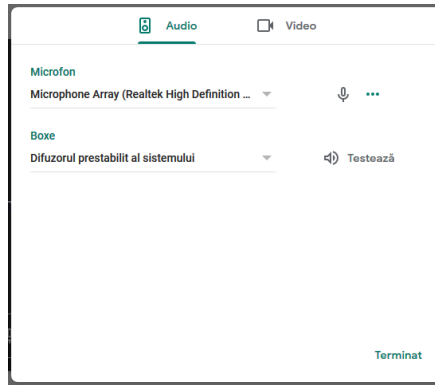 Audio
Video
Microfon
Microphone Array (Realtek High Definition ...
Boxe
Difuzorul prestabilit al sistemului
Testează
Terminat